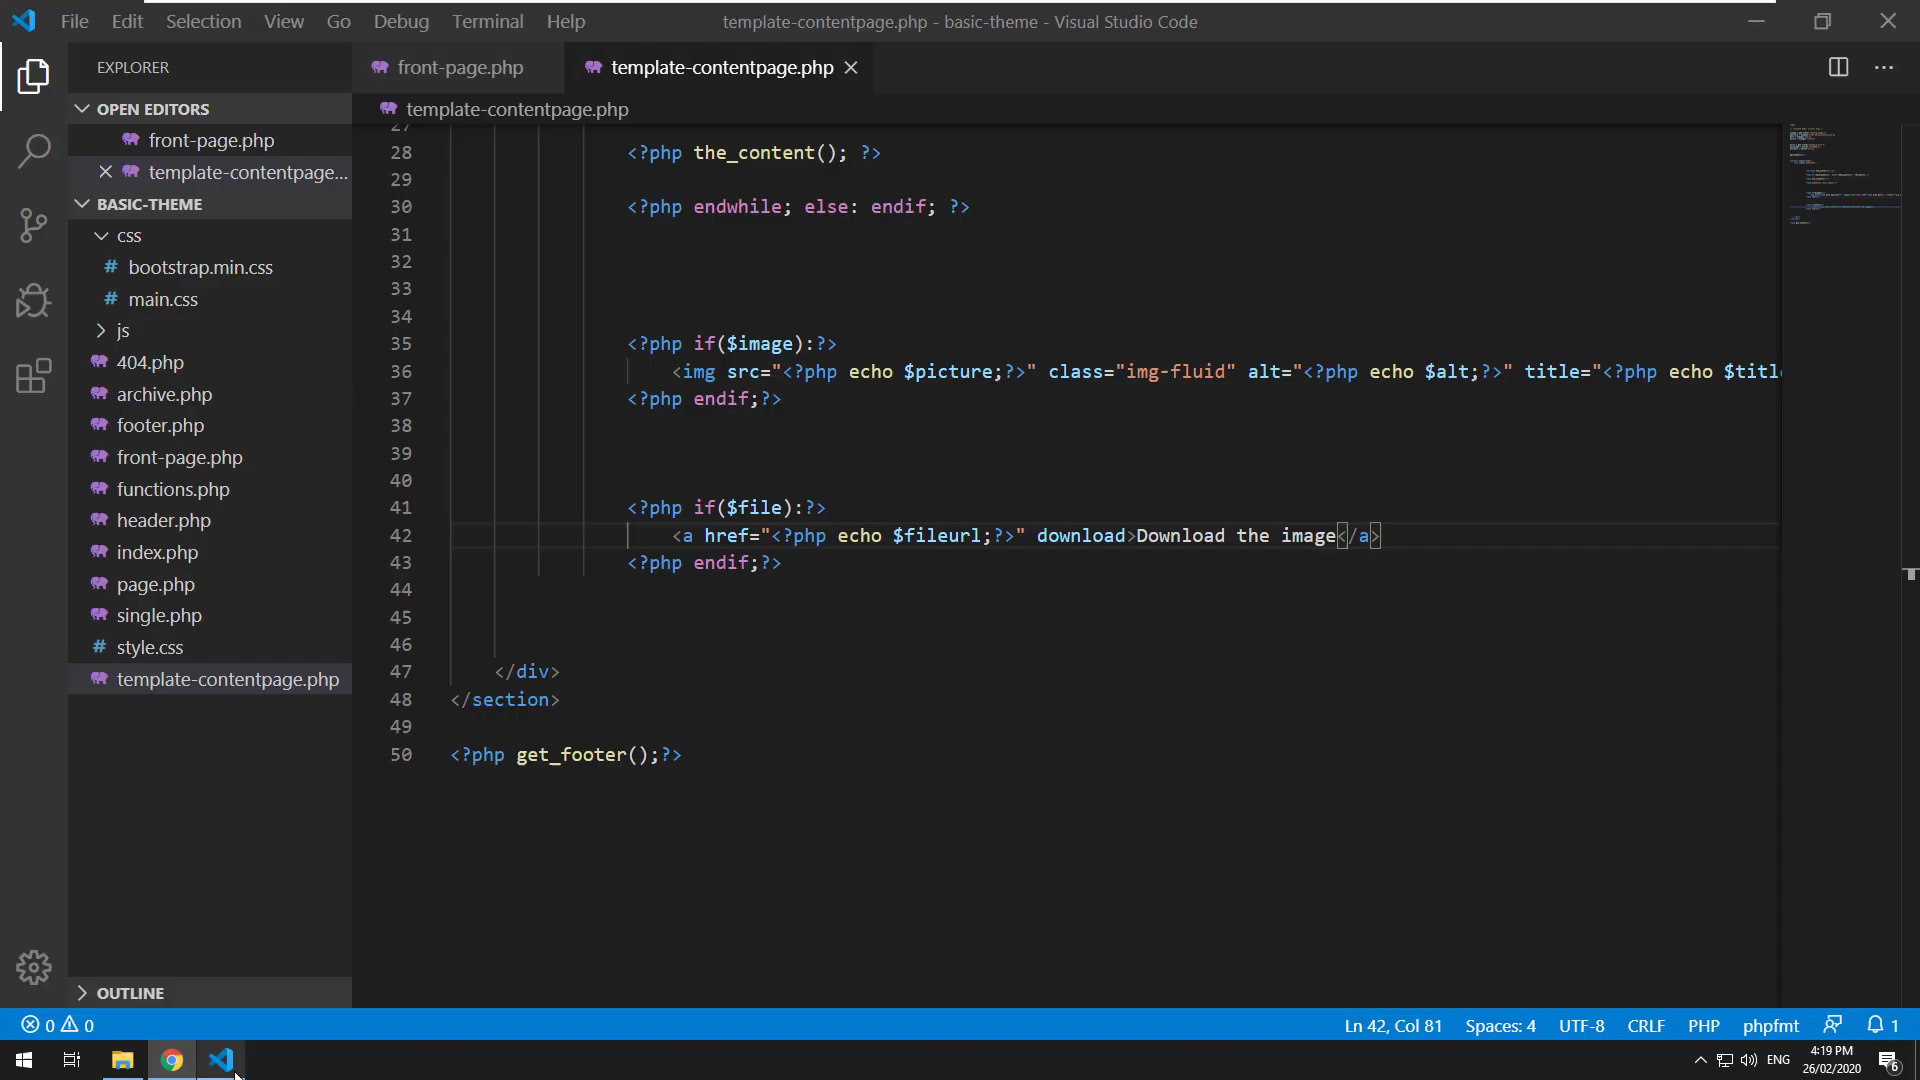 File Edit Selection View Go Debug Terminal Help
template-contentpage.php - basic-theme - Visual Studio Code
EXPLORER
OPEN EDITORS
front-page.php
template-contentpage...
BASIC-THEME
css
bootstrap.min.css
main.css
js
404.php
archive.php
footer.php
front-page.php
functions.php
header.php
index.php
page.php
single.php
style.css
template-contentpage.php
OUTLINE
front-page.php template-contentpage.php
template-contentpage.php
27
28 <?php the_content(); ?>
29
30 <?php endwhile; else: endif; ?>
31
32
33
34
35 <?php if($image):?>
36 <img src="<?php echo $picture;?>" class="img-fluid" alt="<?php echo $alt;?>" title="<?php echo $titl
37 <?php endif;?>
38
39
40
41 <?php if($file):?>
42 <a href="<?php echo $fileurl;?>" download>Download the image</a>
43 <?php endif;?>
44
45
46
47 </div>
48 </section>
49
50 <?php get_footer();?>
0 0 Ln 42, Col 81 Spaces: 4 UTF-8 CRLF PHP phpfmt 1
ENG 4:19 PM
26/02/2020 6